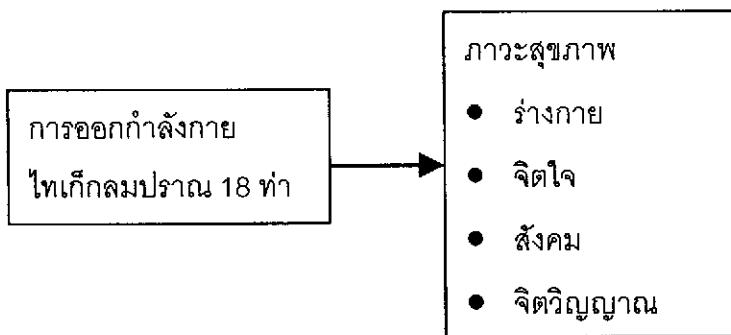 การออกกำลังกาย
ไทเก็กลมปราณ 18 ท่า
ภาวะสุขภาพ
● ร่างกาย
● จิตใจ
● สังคม
● จิตวิญญาณ